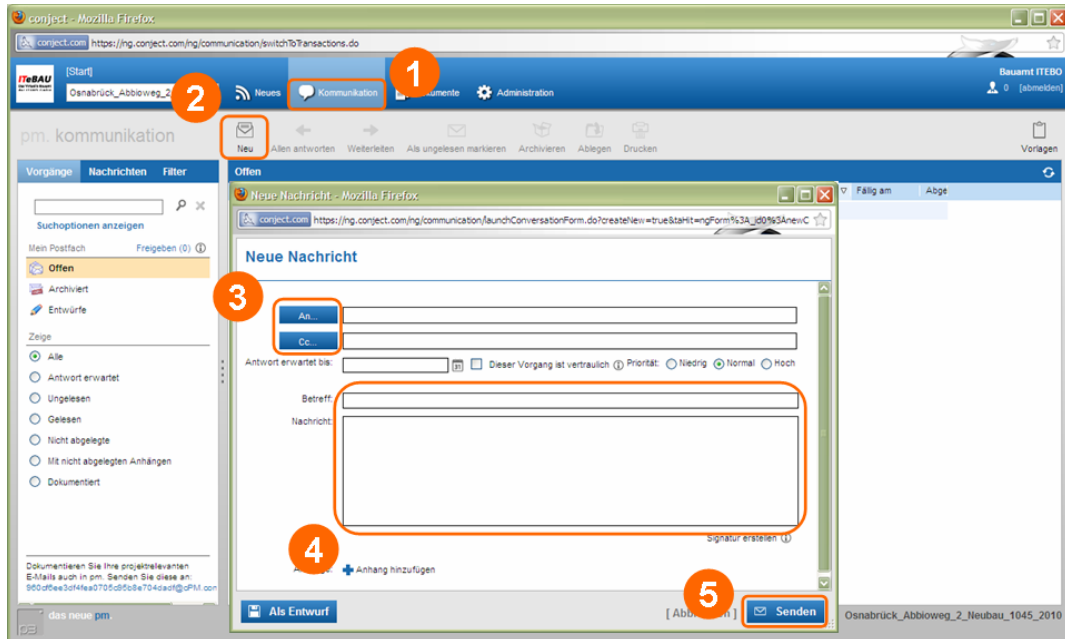 conject - Mozilla Firefox
conject.com https://ng.conject.com/ng/communication/switchToTransactions.do
ITeBAU
[Start]
Osnabrück_Abbioweg_2
Neues
Kommunikation
Administration
Bauamt ITEBO
0 [abmelden]
1
2
pm. kommunikation
Neu
Allen antworten
Weiterleiten
Als ungelesen markieren
Archivieren
Ablegen
Drucken
Vorlagen
Vorgänge
Nachrichten
Filter
Offen
Fällig am
Abge
Suchoptionen anzeigen
Mein Postfach
Freigeben (0)
Offen
Archiviert
Entwürfe
Zeige
Alle
Antwort erwartet
Ungelesen
Gelesen
Nicht abgelegte
Mit nicht abgelegten Anhängen
Dokumentiert
Dokumentieren Sie Ihre projektrelevanten
E-Mails auch in pm. Senden Sie diese an:
das neue pm
Neue Nachricht - Mozilla Firefox
conject.com https://ng.conject.com/ng/communication/launchConversationForm.do?createNew=true&taHit=ngForm%3A_id0%3AnewC
Neue Nachricht
3
An...
Cc...
Antwort erwartet bis:
31
Dieser Vorgang ist vertraulich
Priorität:
Niedrig
Normal
Hoch
Betreff:
Nachricht:
Signatur erstellen
4
Anhang hinzufügen
5
Als Entwurf
Senden
Osnabrück_Abbioweg_2_Neubau_1045_2010